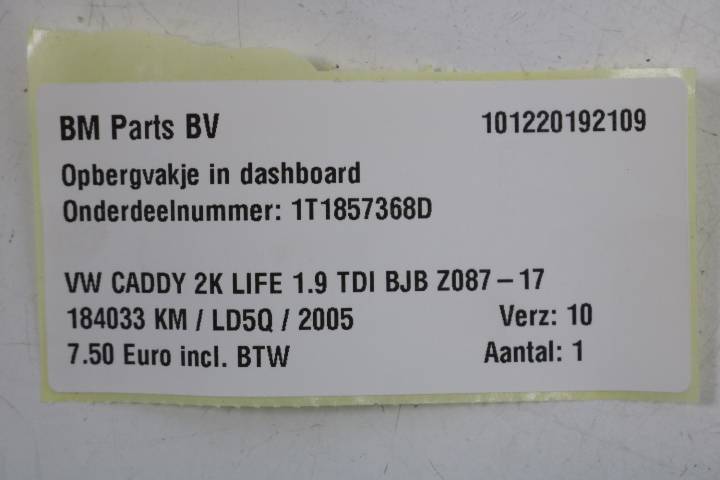 BM Parts BV 101220192109
Opbergvakje in dashboard
Onderdeelnummer: 1T1857368D
VW CADDY 2K LIFE 1.9 TDI BJB Z087-17
184033 KM / LD5Q / 2005 Verz: 10
7.50 Euro incl. BTW Aantal: 1